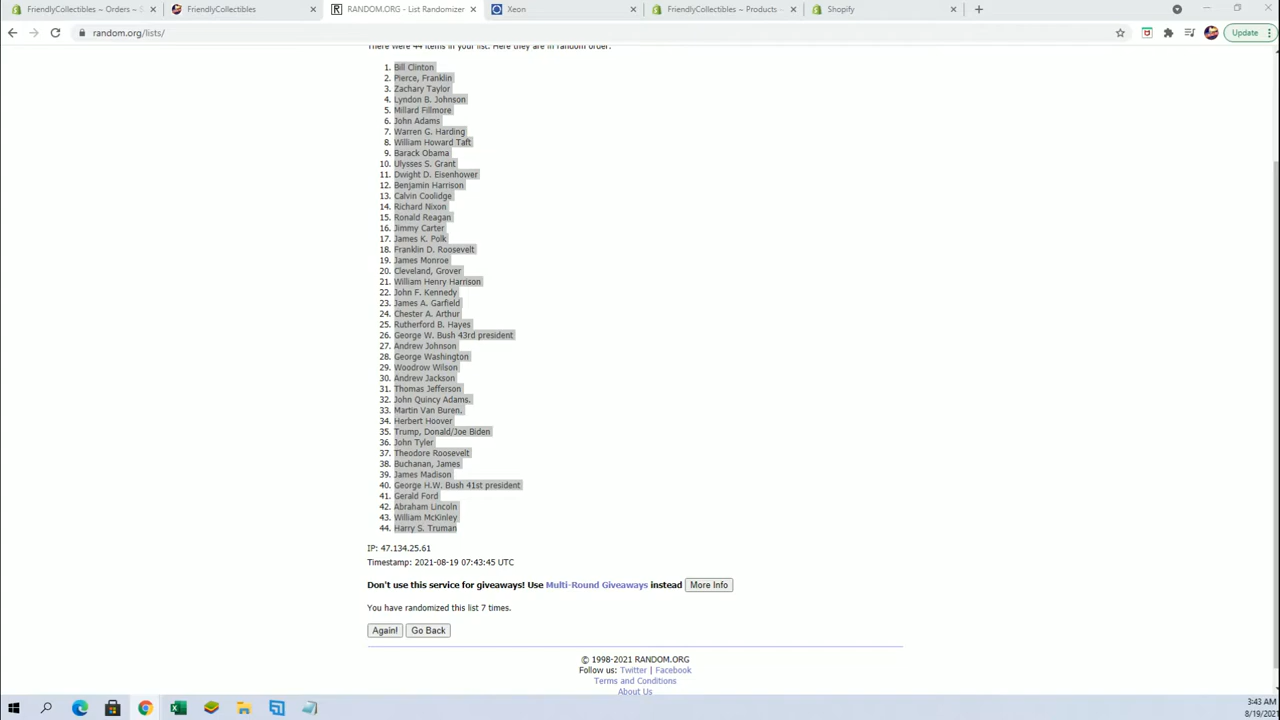 FriendlyCollectibles – Orders – S
FriendlyCollectibles
RANDOM.ORG - List Randomizer
Xeon
FriendlyCollectibles – Products –
Shopify
random.org/lists/
Update
There were 44 items in your list. Here they are in random order:
1. Bill Clinton
2. Pierce, Franklin
3. Zachary Taylor
4. Lyndon B. Johnson
5. Millard Fillmore
6. John Adams
7. Warren G. Harding
8. William Howard Taft
9. Barack Obama
10. Ulysses S. Grant
11. Dwight D. Eisenhower
12. Benjamin Harrison
13. Calvin Coolidge
14. Richard Nixon
15. Ronald Reagan
16. Jimmy Carter
17. James K. Polk
18. Franklin D. Roosevelt
19. James Monroe
20. Cleveland, Grover
21. William Henry Harrison
22. John F. Kennedy
23. James A. Garfield
24. Chester A. Arthur
25. Rutherford B. Hayes
26. George W. Bush 43rd president
27. Andrew Johnson
28. George Washington
29. Woodrow Wilson
30. Andrew Jackson
31. Thomas Jefferson
32. John Quincy Adams.
33. Martin Van Buren.
34. Herbert Hoover
35. Trump, Donald/Joe Biden
36. John Tyler
37. Theodore Roosevelt
38. Buchanan, James
39. James Madison
40. George H.W. Bush 41st president
41. Gerald Ford
42. Abraham Lincoln
43. William McKinley
44. Harry S. Truman
IP: 47.134.25.61
Timestamp: 2021-08-19 07:43:45 UTC
Don't use this service for giveaways! Use Multi-Round Giveaways instead More Info
You have randomized this list 7 times.
Again! Go Back
© 1998-2021 RANDOM.ORG
Follow us: Twitter | Facebook
Terms and Conditions
About Us
3:43 AM
8/19/2021